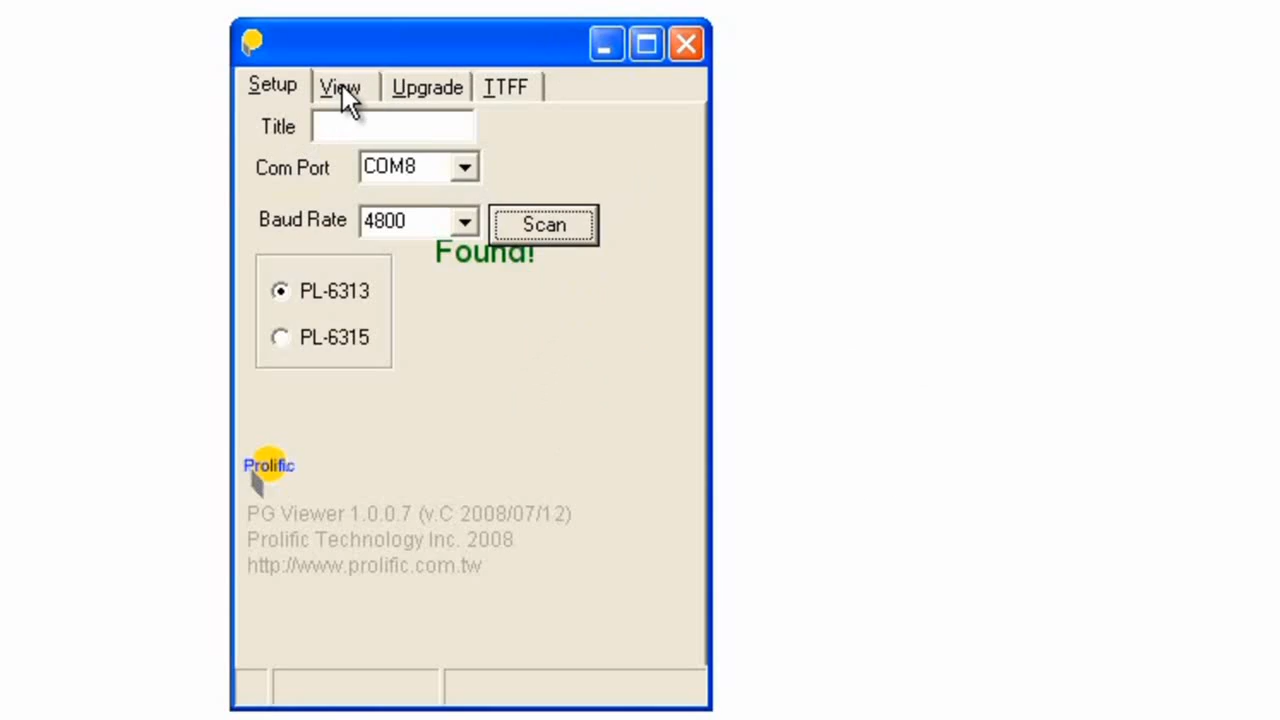 Setup View Upgrade TTFF
Title
Com Port COM8
Baud Rate 4800 Scan
Found!
PL-6313
PL-6315
Prolific
PG Viewer 1.0.0.7 (v.C 2008/07/12)
Prolific Technology Inc. 2008
http://www.prolific.com.tw